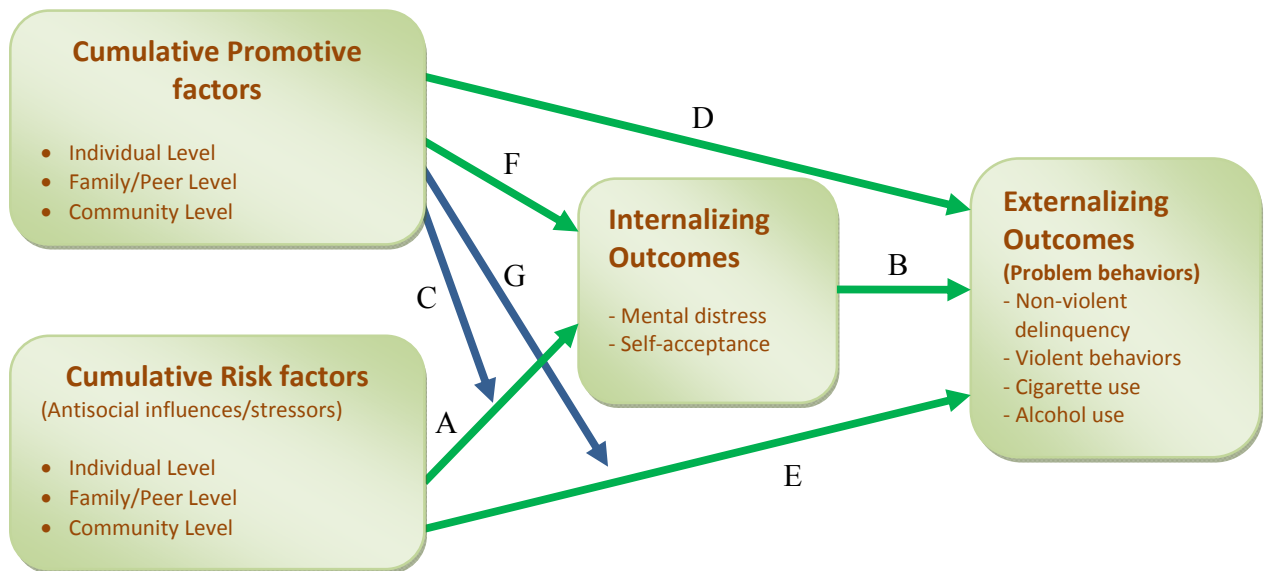 Cumulative Promotive
factors
• Individual Level
• Family/Peer Level
• Community Level
D
F
G
C
Internalizing
Outcomes
- Mental distress
- Self-acceptance
B
Externalizing
Outcomes
(Problem behaviors)
- Non-violent
delinquency
- Violent behaviors
- Cigarette use
- Alcohol use
Cumulative Risk factors
(Antisocial influences/stressors)
• Individual Level
• Family/Peer Level
• Community Level
A
E